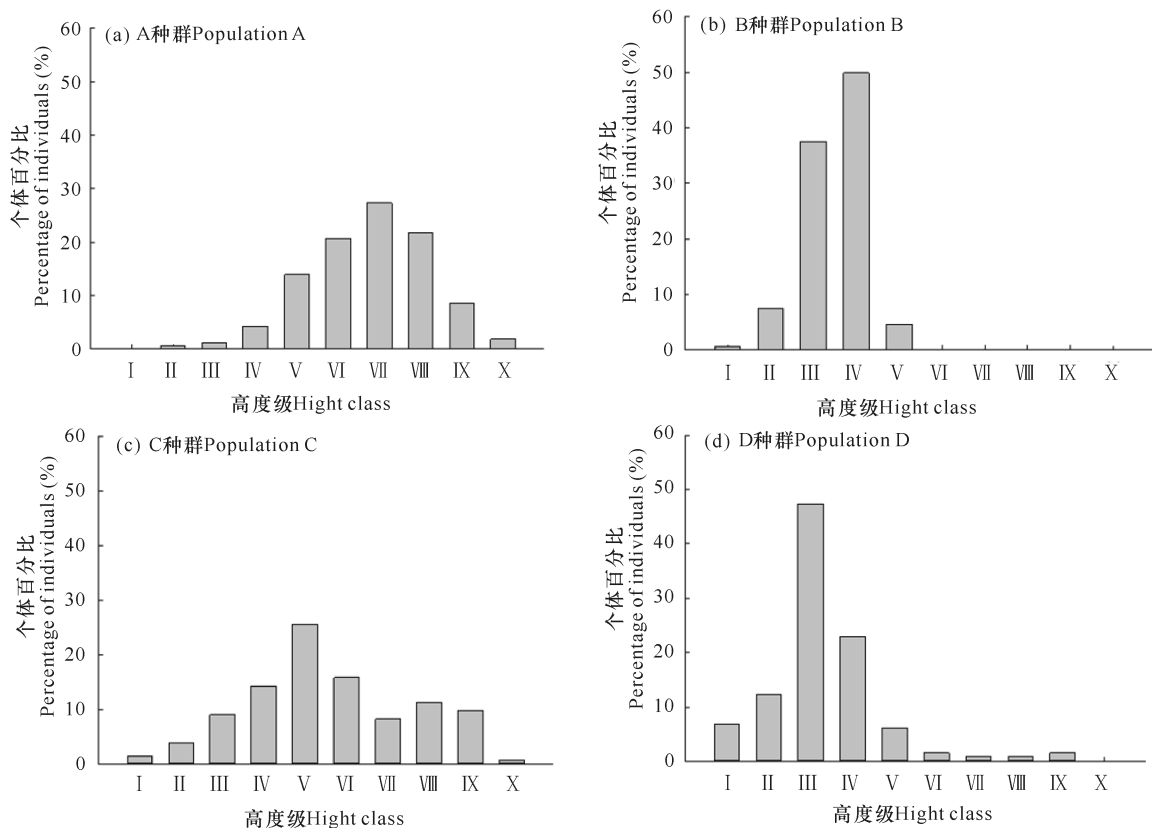 (a) A种群Population A
个体百分比
Percentage of individuals (%)
60
50
40
30
20
10
0
Ⅰ Ⅱ Ⅲ Ⅳ Ⅴ Ⅵ Ⅶ Ⅷ Ⅸ Ⅹ
高度级Hight class
(b) B种群Population B
个体百分比
Percentage of individuals (%)
60
50
40
30
20
10
0
Ⅰ Ⅱ Ⅲ Ⅳ Ⅴ Ⅵ Ⅶ Ⅷ Ⅸ Ⅹ
高度级Hight class
(c) C种群Population C
个体百分比
Percentage of individuals (%)
60
50
40
30
20
10
0
Ⅰ Ⅱ Ⅲ Ⅳ Ⅴ Ⅵ Ⅶ Ⅷ Ⅸ Ⅹ
高度级Hight class
(d) D种群Population D
个体百分比
Percentage of individuals (%)
60
50
40
30
20
10
0
Ⅰ Ⅱ Ⅲ Ⅳ Ⅴ Ⅵ Ⅶ Ⅷ Ⅸ Ⅹ
高度级Hight class